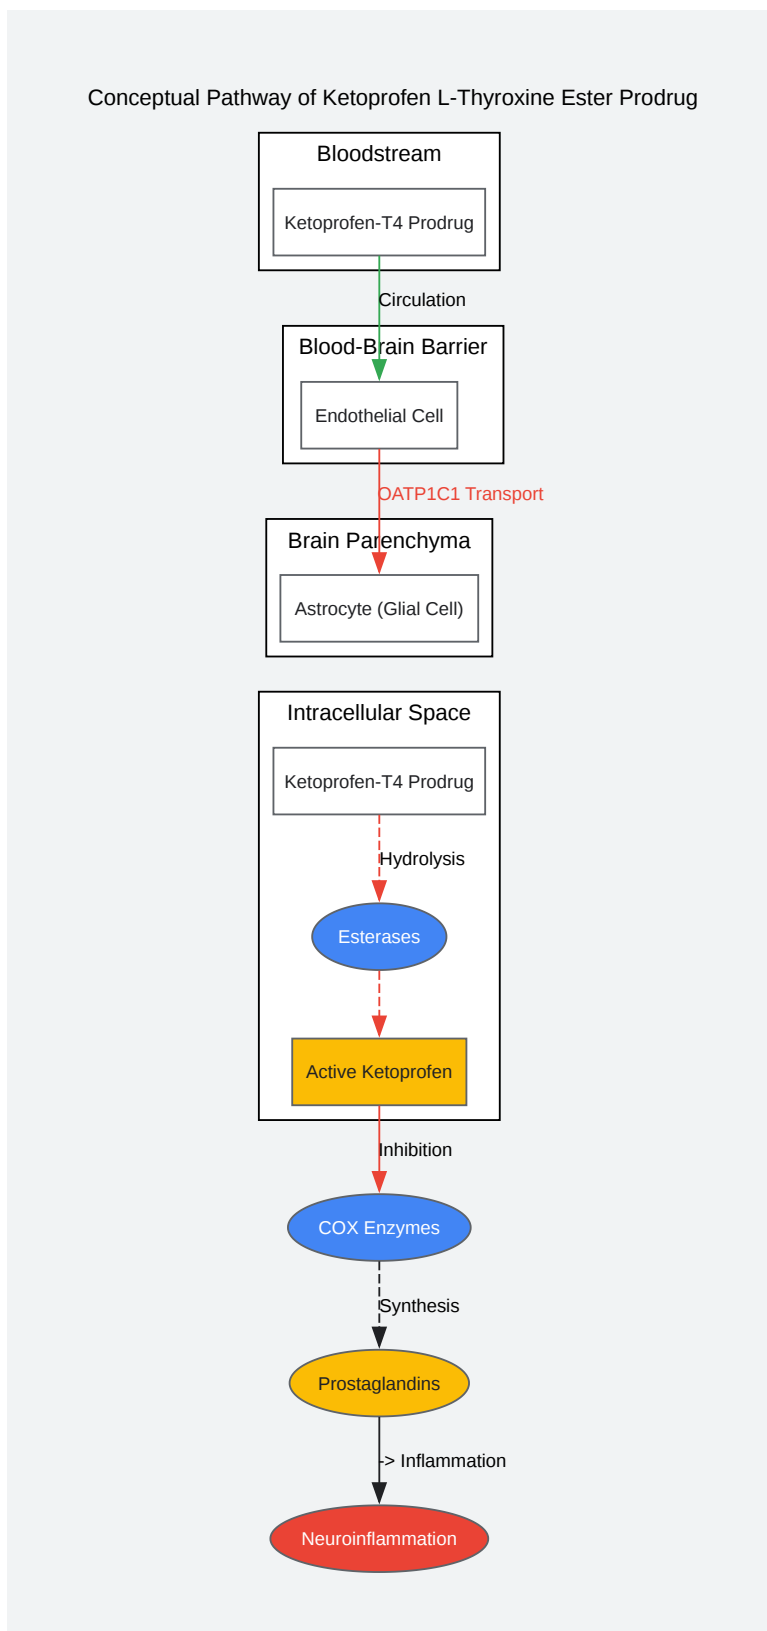 Conceptual Pathway of Ketoprofen L-Thyroxine Ester Prodrug
Bloodstream
Ketoprofen-T4 Prodrug
Circulation
Blood-Brain Barrier
Endothelial Cell
OATP1C1 Transport
Brain Parenchyma
Astrocyte (Glial Cell)
Intracellular Space
Ketoprofen-T4 Prodrug
Hydrolysis
Esterases
Active Ketoprofen
Inhibition
COX Enzymes
Synthesis
Prostaglandins
-> Inflammation
Neuroinflammation